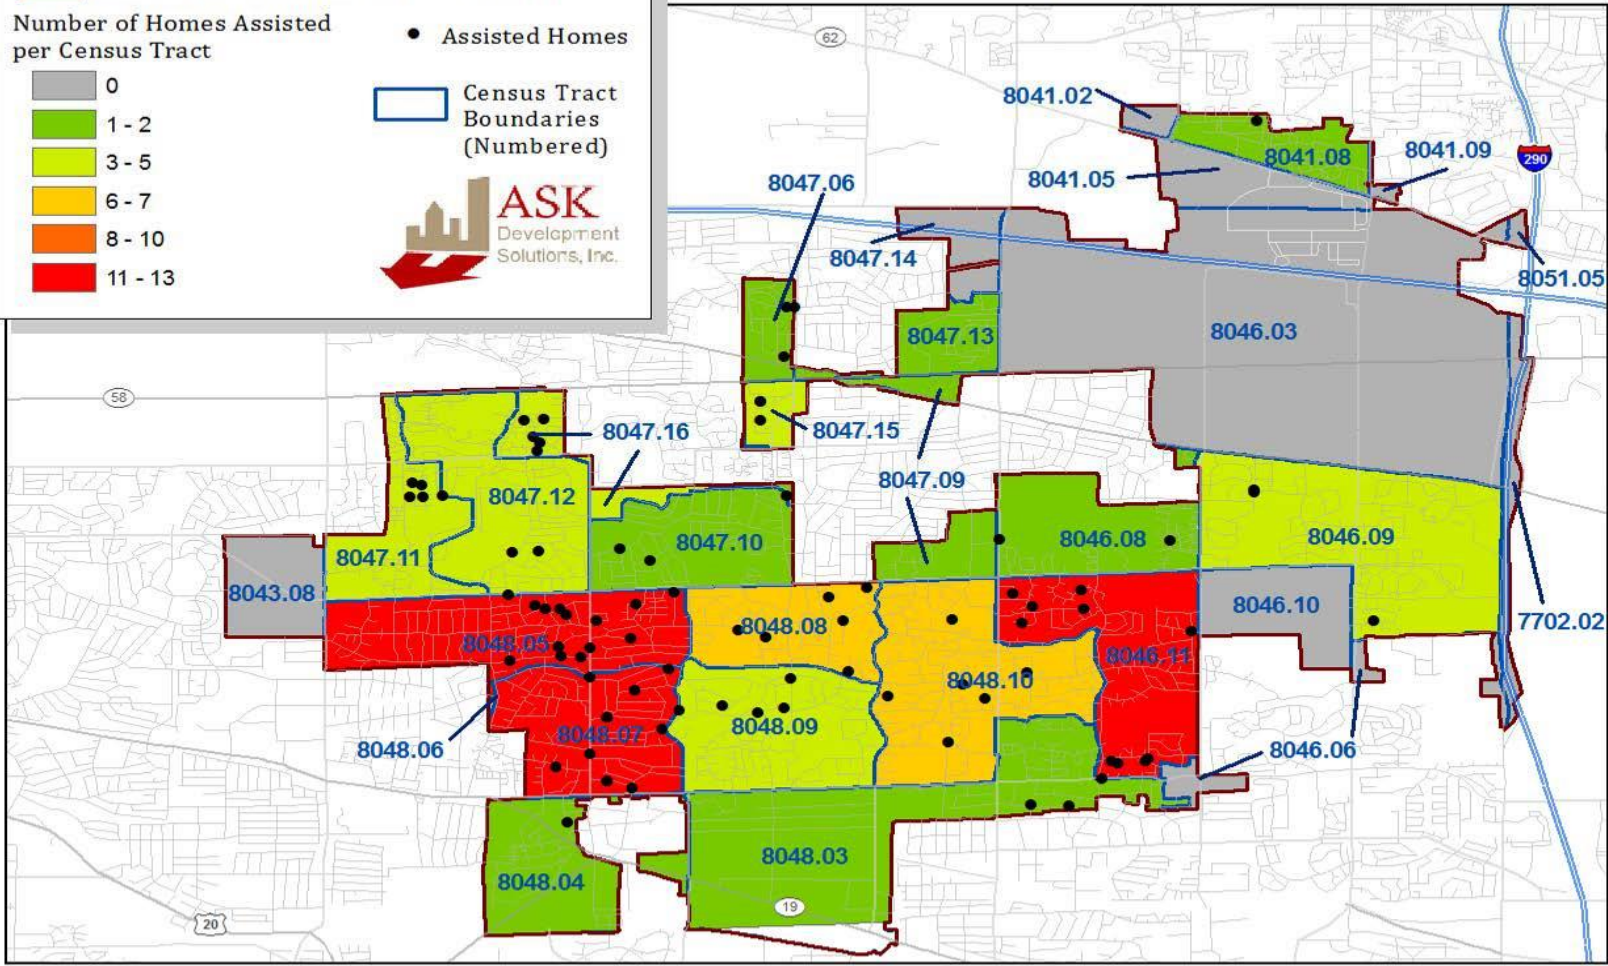 Number of Homes Assisted
per Census Tract
0
1 - 2
3 - 5
6 - 7
8 - 10
11 - 13
Assisted Homes
Census Tract
Boundaries
(Numbered)
ASK
Development
Solutions, Inc.
62
8041.02
8041.08
8041.09
290
8041.05
8047.06
8047.14
8051.05
8047.13
8046.03
58
8047.16
8047.15
8047.09
8047.12
8047.10
8046.08
8046.09
8047.11
8043.08
8046.10
7702.02
8048.05
8048.08
8046.11
8048.10
8048.06
8048.07
8048.09
8046.06
8048.03
8048.04
19
20